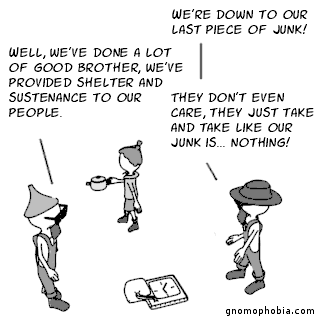 WE'RE DOWN TO OUR
LAST PIECE OF JUNK!
WELL, WE'VE DONE A LOT
OF GOOD BROTHER, WE'VE
PROVIDED SHELTER AND
SUSTENANCE TO OUR
PEOPLE.
THEY DON'T EVEN
CARE, THEY JUST TAKE
AND TAKE LIKE OUR
JUNK IS... NOTHING!
gnomophobia.com